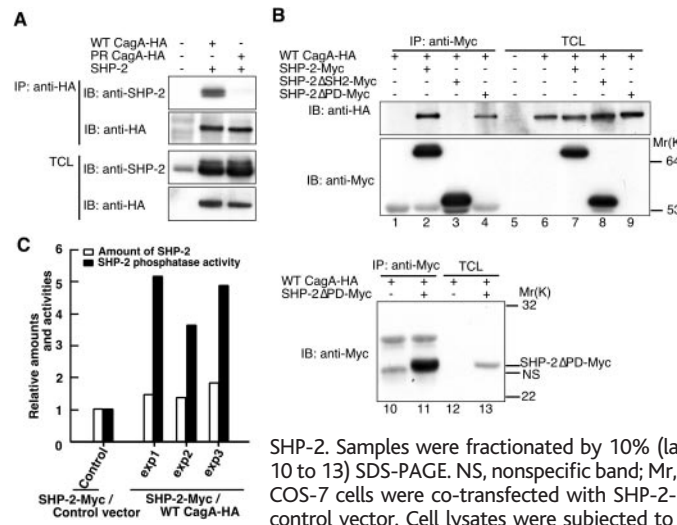 A
WT CagA-HA - + -
PR CagA-HA - - +
SHP-2 - + +
IP: anti-HA
IB: anti-SHP-2
IB: anti-HA
TCL
IB: anti-SHP-2
IB: anti-HA
B
IP: anti-Myc TCL
WT CagA-HA + + + + - + + + +
SHP-2-Myc - + - - - - + - -
SHP-2ΔSH2-Myc - - + - - - - + -
SHP-2ΔPD-Myc - - - + - - - - +
IB: anti-HA
Mr(K
64
IB: anti-Myc
53
1 2 3 4 5 6 7 8 9
IP: anti-Myc TCL
WT CagA-HA + + + +
SHP-2ΔPD-Myc - + - + Mr(K)
32
IB: anti-Myc
SHP-2ΔPD-Myc
NS
22
10 11 12 13
C
Amount of SHP-2
SHP-2 phosphatase activity
Relative amounts and activities
6
5
4
3
2
1
0
Control exp1 exp2 exp3
SHP-2-Myc / Control vector
SHP-2-Myc / WT CagA-HA
SHP-2. Samples were fractionated by 10% (la
10 to 13) SDS-PAGE. NS, nonspecific band; Mr,
COS-7 cells were co-transfected with SHP-2-
control vector. Cell lysates were subjected to